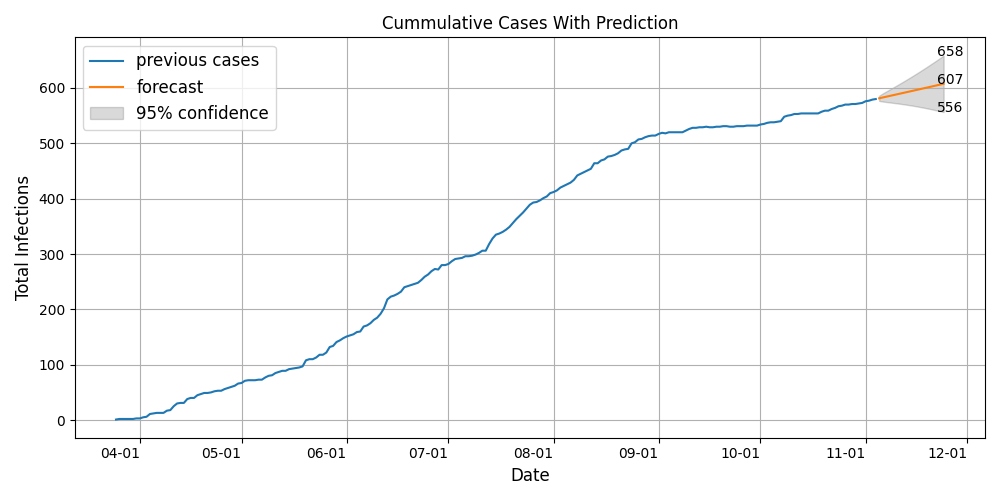 Cummulative Cases With Prediction
previous cases
forecast
95% confidence
658
607
556
600
500
400
300
200
100
0
Total Infections
04-01 05-01 06-01 07-01 08-01 09-01 10-01 11-01 12-01
Date